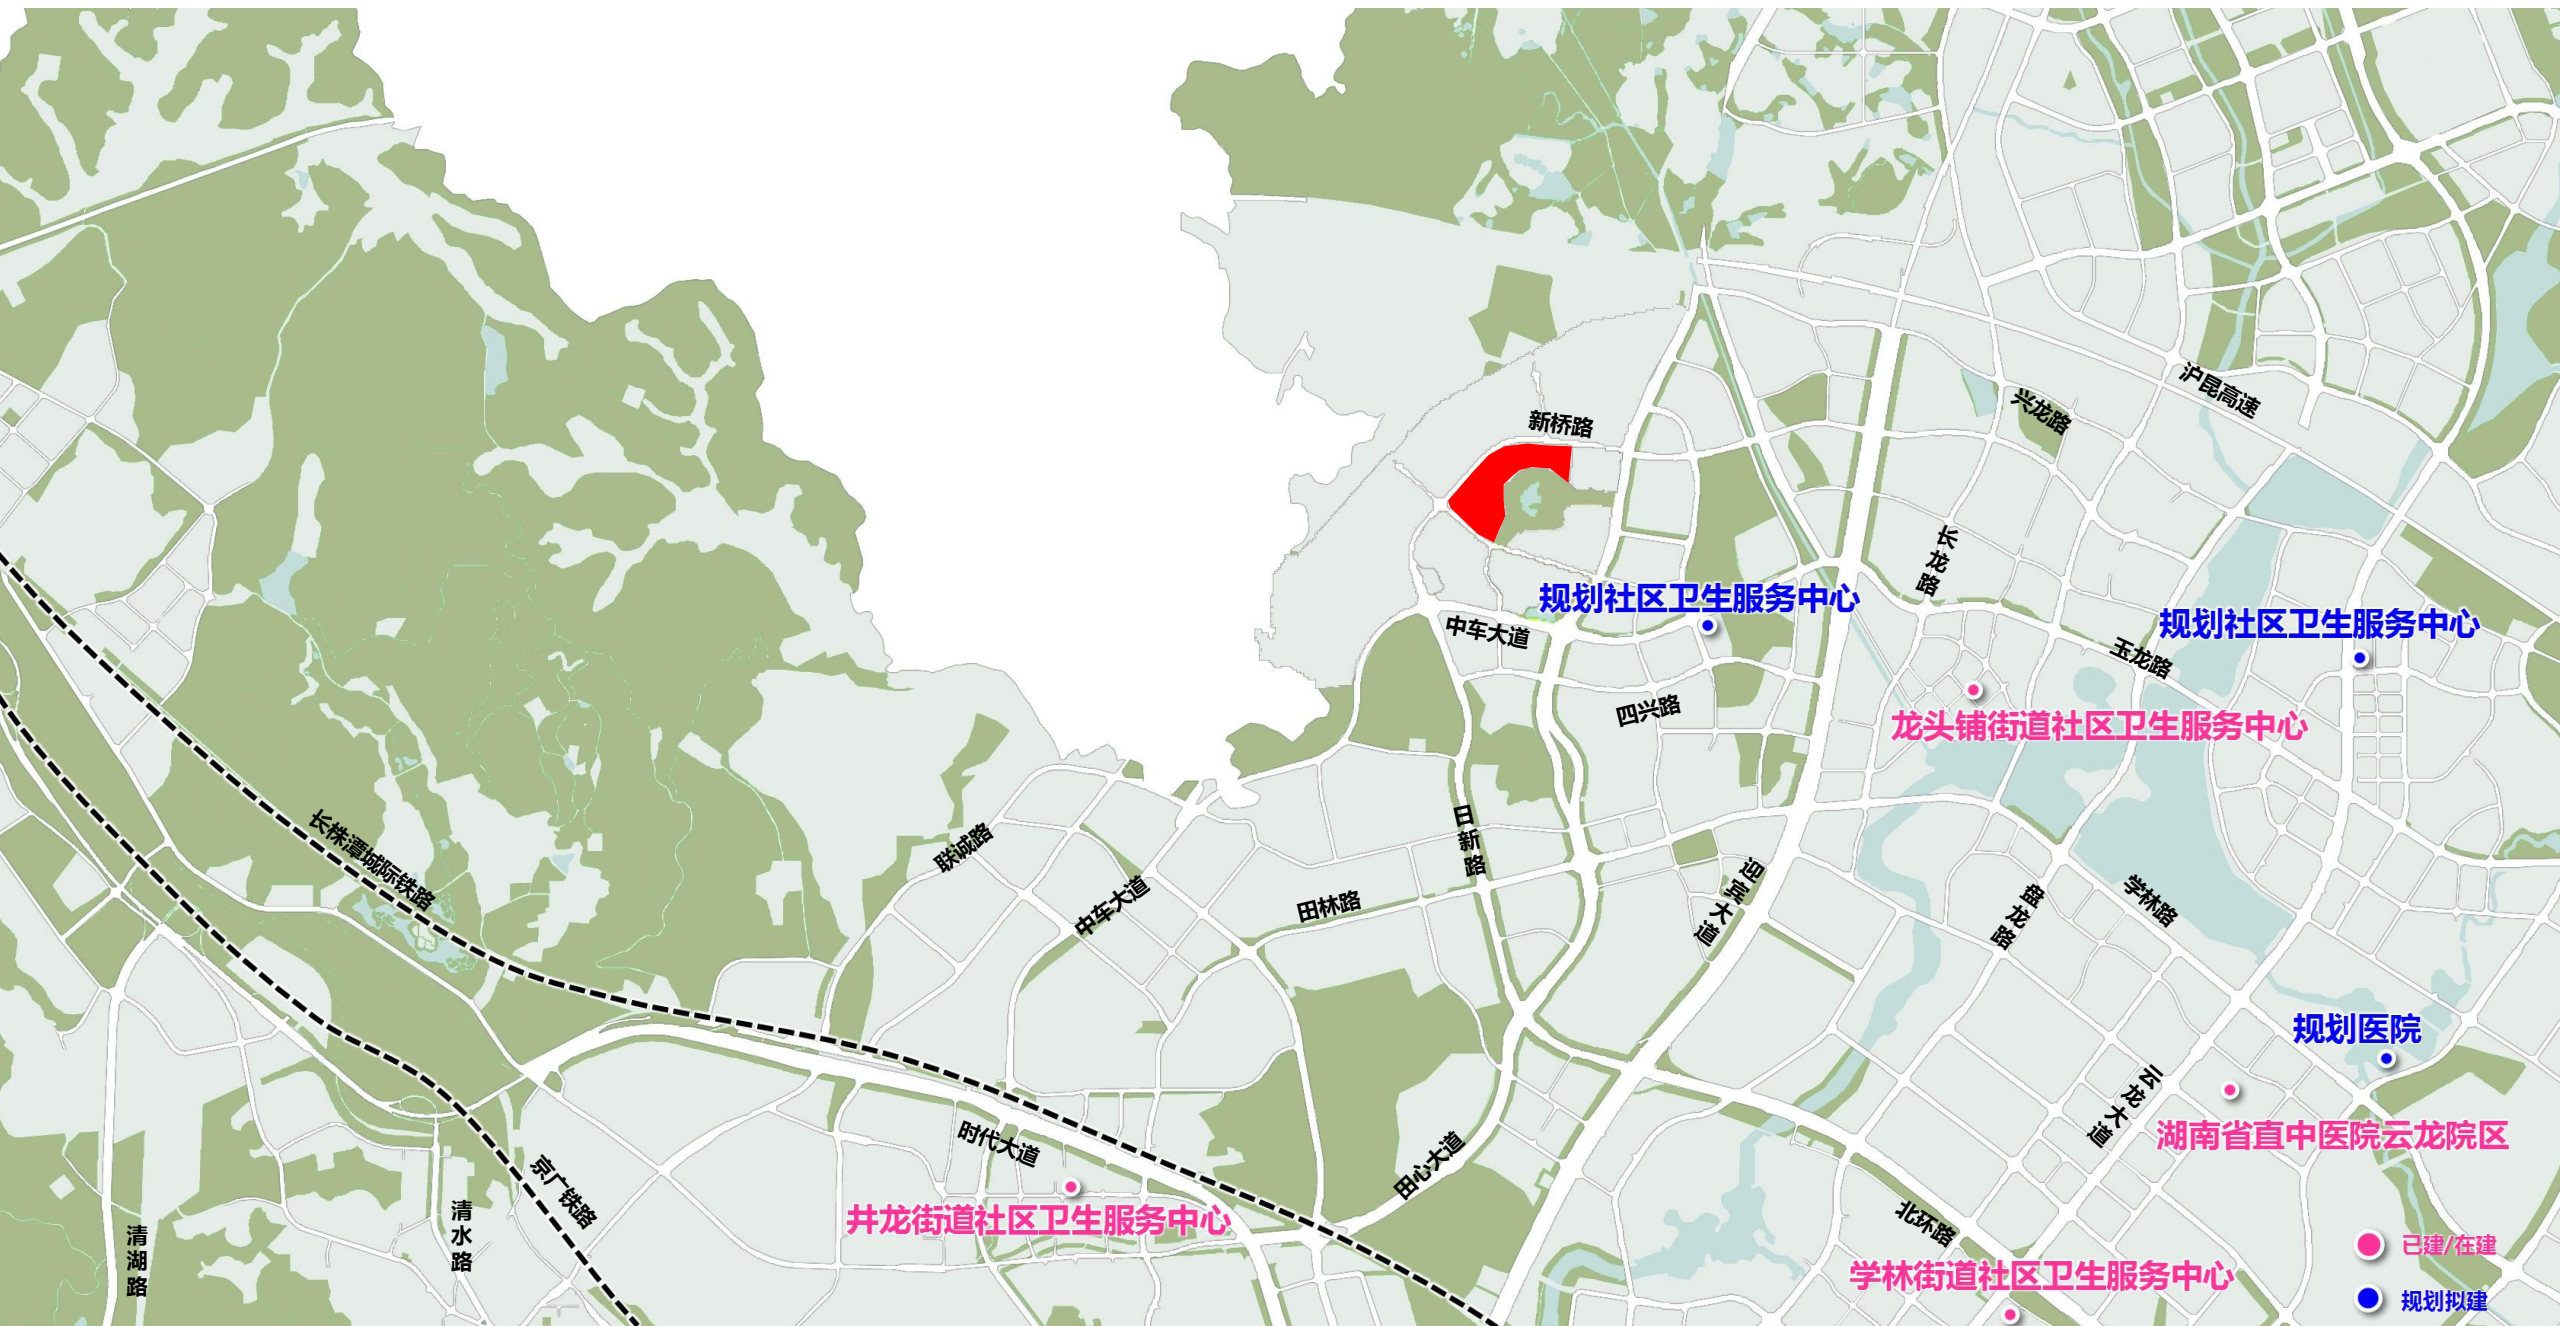 沪昆高速
兴龙路
新桥路
长龙路
规划社区卫生服务中心
规划社区卫生服务中心
中车大道
玉龙路
四兴路
龙头铺街道社区卫生服务中心
长株潭城际铁路
联诚路
日新路
中车大道
田林路
迎宾大道
盘龙路
学林路
规划医院
云龙大道
湖南省直中医院云龙院区
时代大道
田心大道
京广铁路
清水路
清湖路
井龙街道社区卫生服务中心
北环路
学林街道社区卫生服务中心
已建/在建
规划拟建